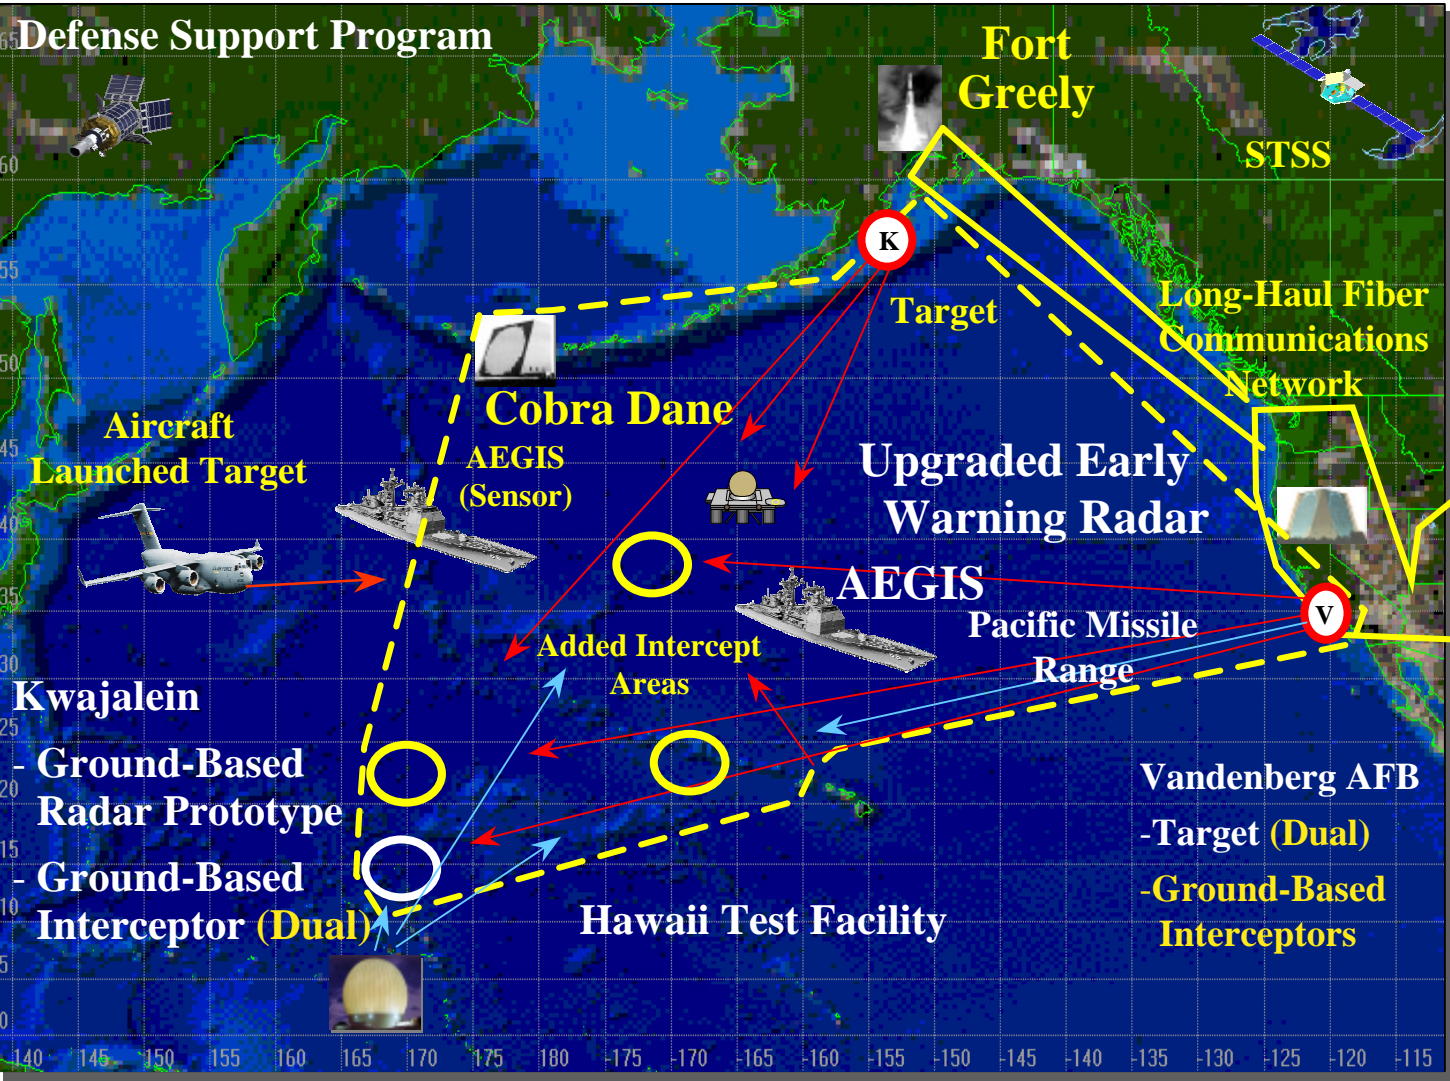 Defense Support Program
Fort
Greely
STSS
K
Target
Long-Haul Fiber
Communications
Network
Cobra Dane
Aircraft
Launched Target
AEGIS
(Sensor)
Upgraded Early
Warning Radar
AEGIS
V
Pacific Missile
Range
Added Intercept
Areas
Kwajalein
- Ground-Based
Radar Prototype
- Ground-Based
Interceptor (Dual)
Hawaii Test Facility
Vandenberg AFB
-Target (Dual)
-Ground-Based
Interceptors
65
60
55
50
45
40
35
30
25
20
15
10
5
0
140 145 150 155 160 165 170 175 180 -175 -170 -165 -160 -155 -150 -145 -140 -135 -130 -125 -120 -115